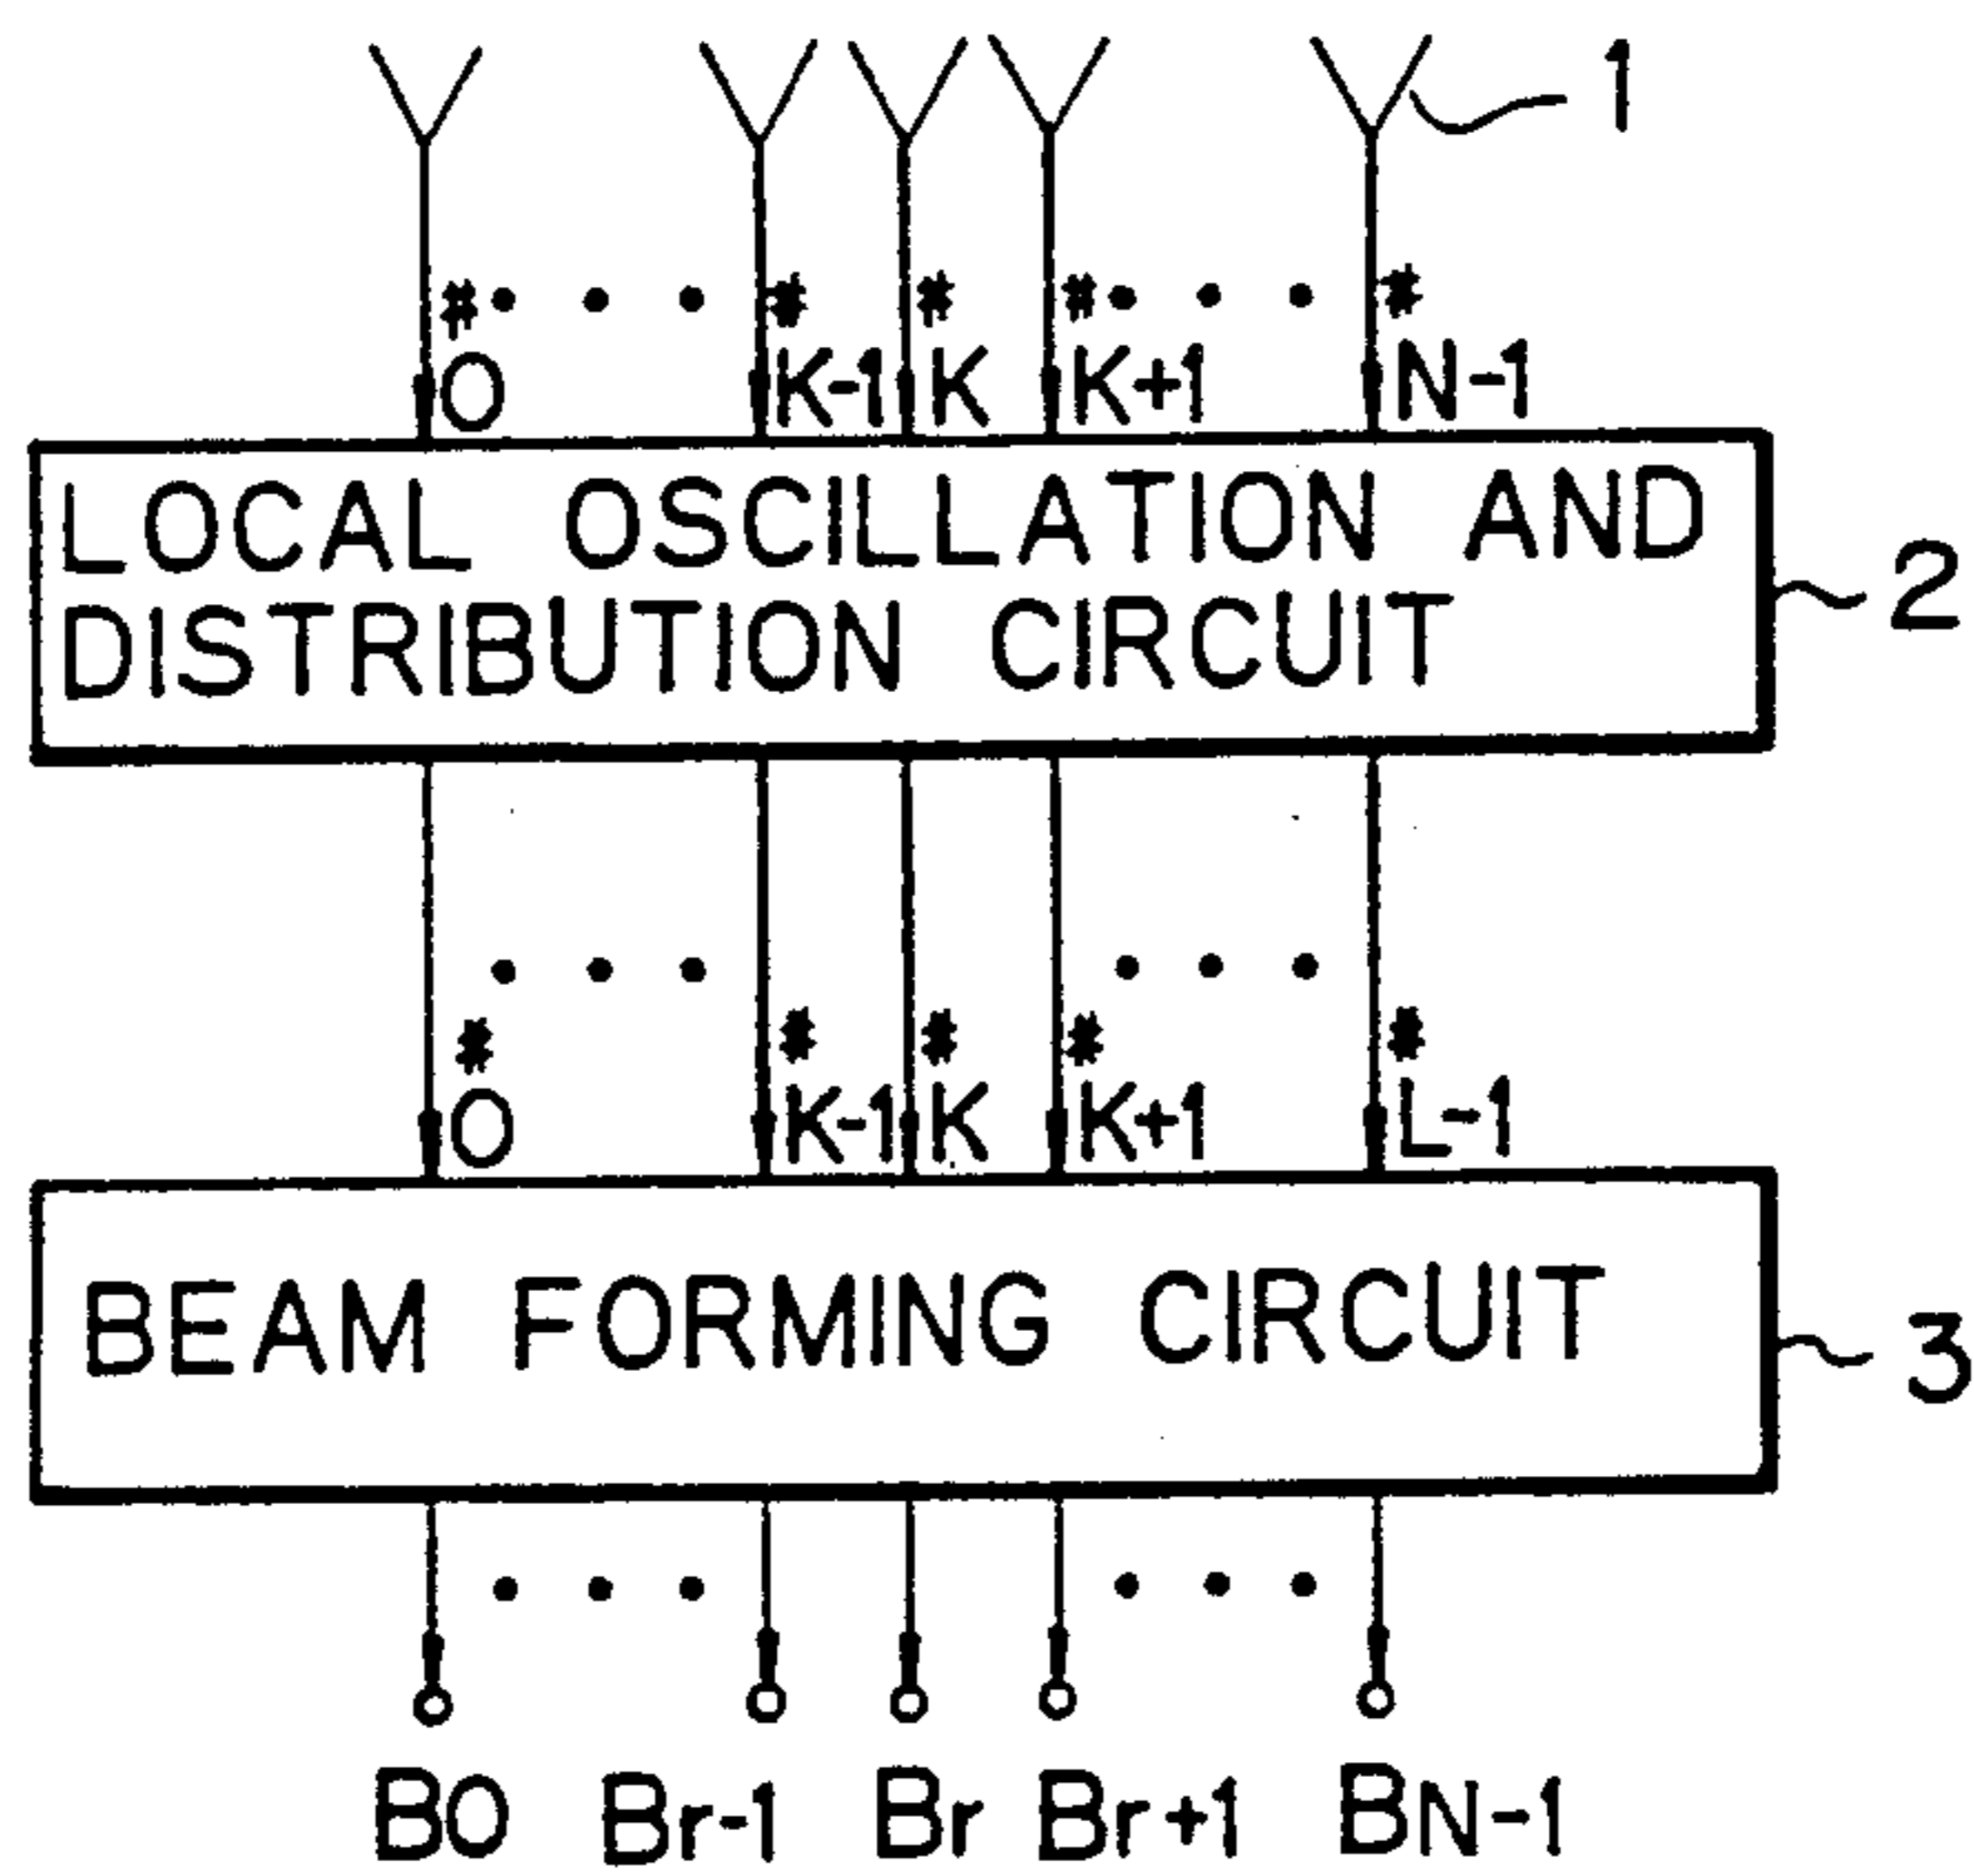 1
* * * * *
0 K-1 K K+1 N-1
LOCAL OSCILLATION AND
DISTRIBUTION CIRCUIT
2
* * * * *
0 K-1 K K+1 L-1
BEAM FORMING CIRCUIT
3
B0 Br-1 Br Br+1 BN-1